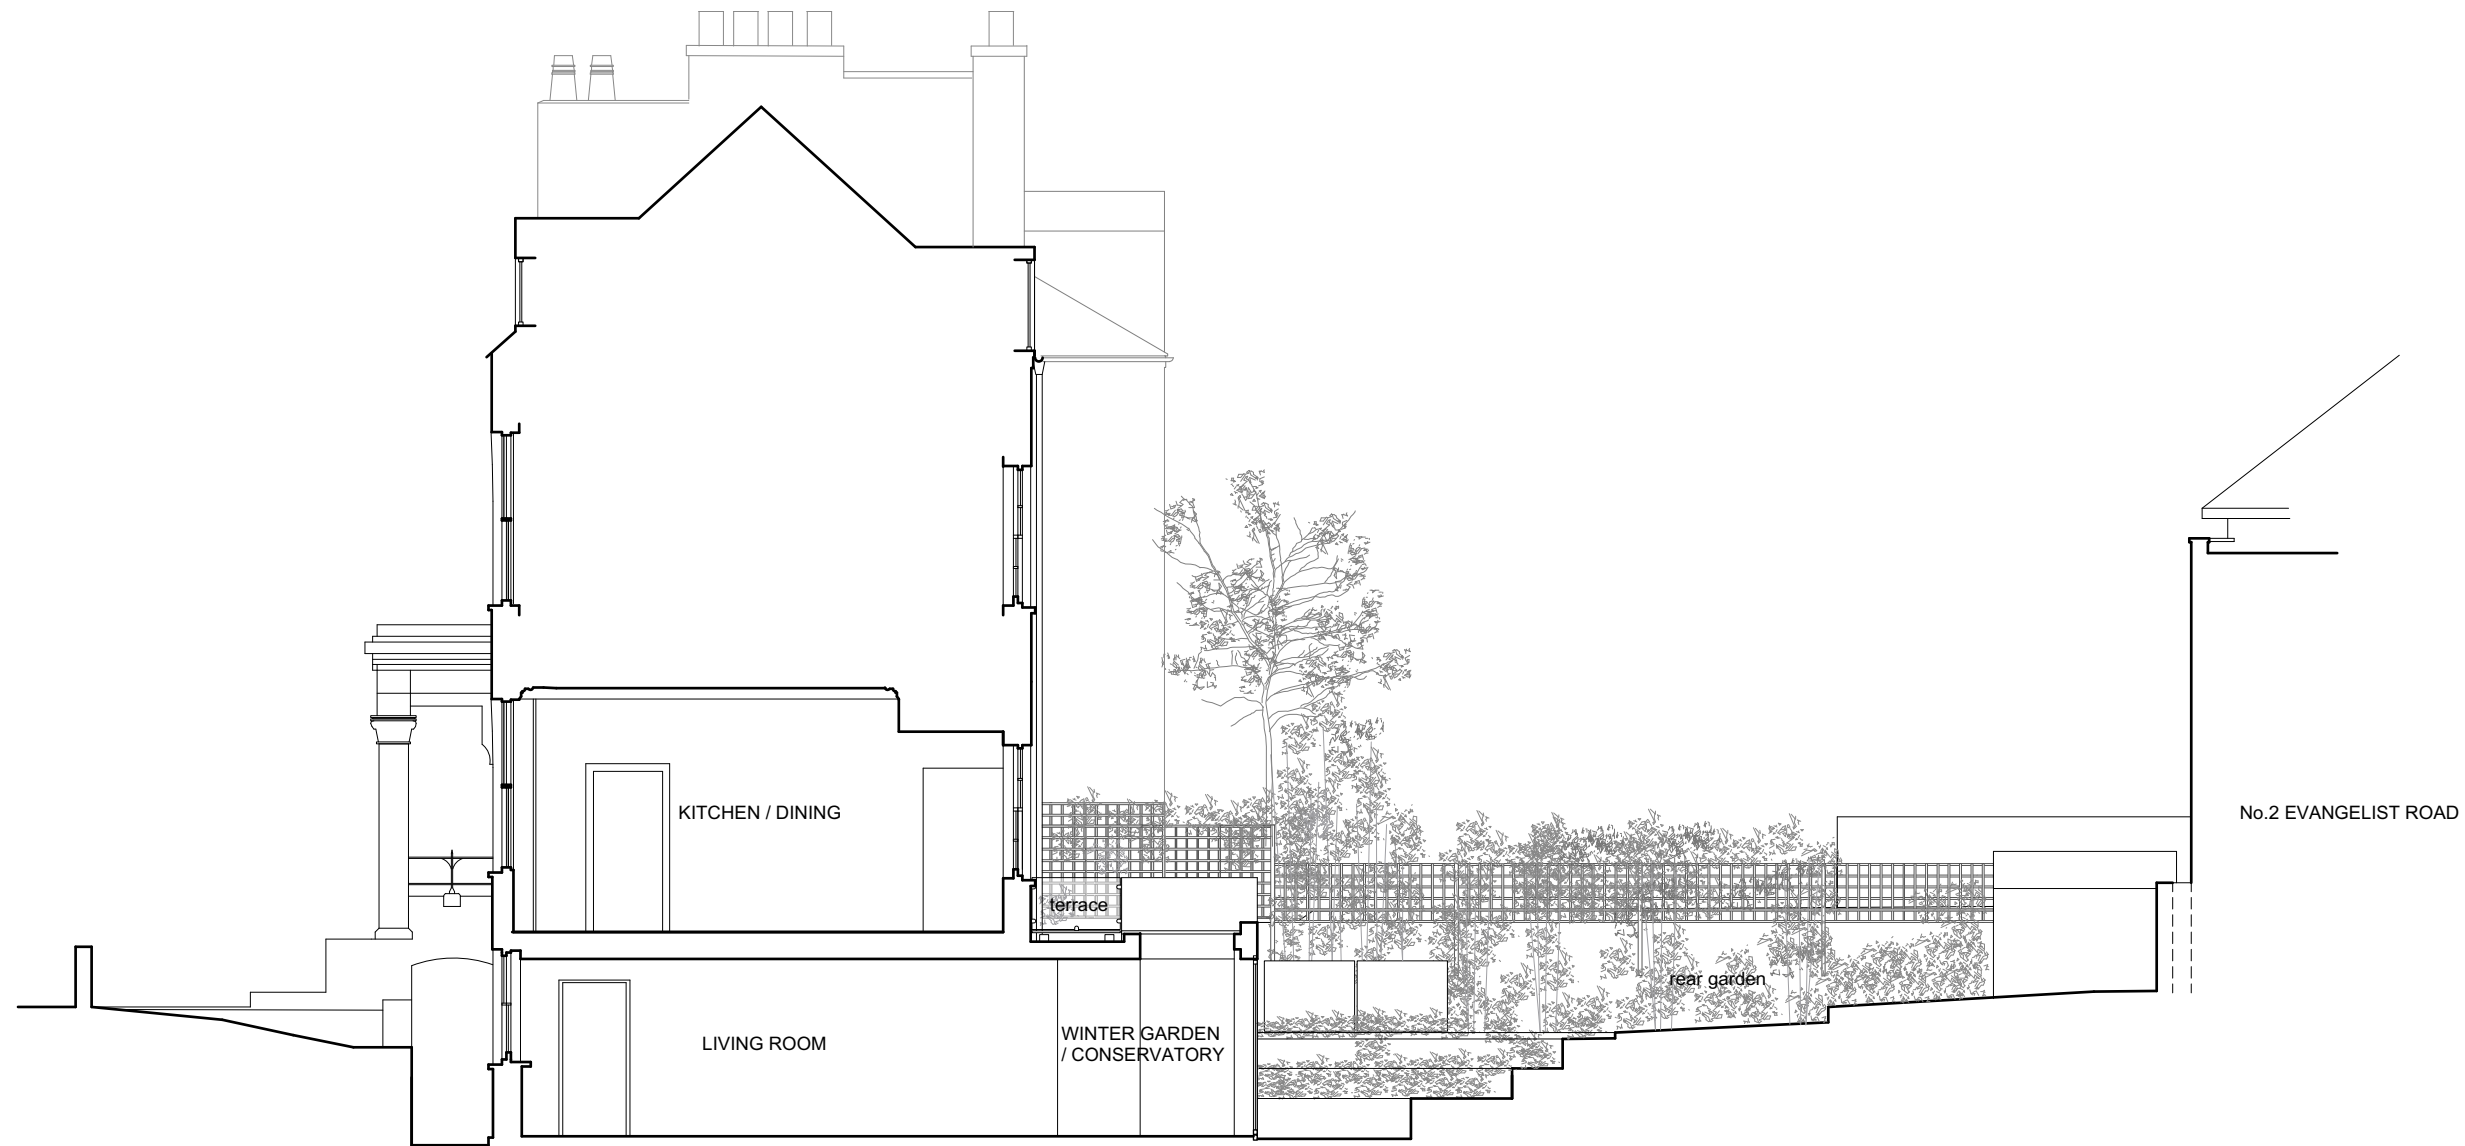 KITCHEN / DINING
No.2 EVANGELIST ROAD
terrace
rear garden
LIVING ROOM
WINTER GARDEN
/ CONSERVATORY